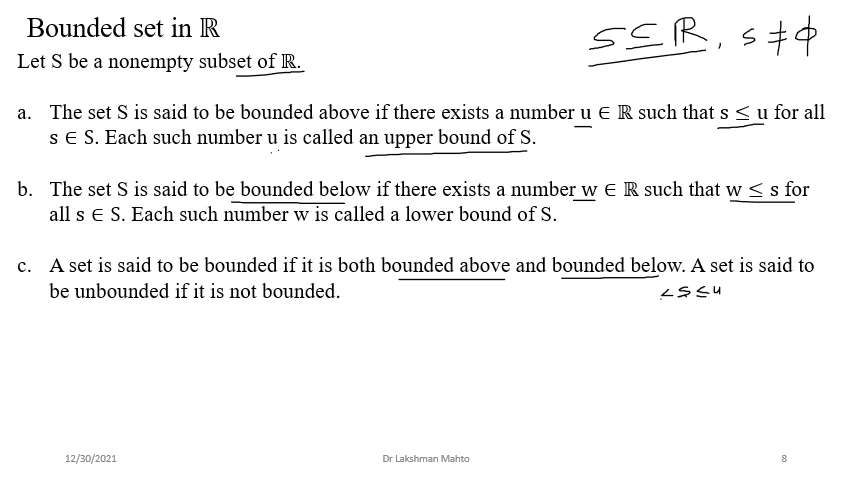 Bounded set in ℝ
S ⊆ ℝ, S ≠ ϕ
Let S be a nonempty subset of ℝ.
a. The set S is said to be bounded above if there exists a number u ∈ ℝ such that s ≤ u for all
s ∈ S. Each such number u is called an upper bound of S.
b. The set S is said to be bounded below if there exists a number w ∈ ℝ such that w ≤ s for
all s ∈ S. Each such number w is called a lower bound of S.
c. A set is said to be bounded if it is both bounded above and bounded below. A set is said to
be unbounded if it is not bounded.
≤ S ≤ u
12/30/2021
Dr Lakshman Mahto
8